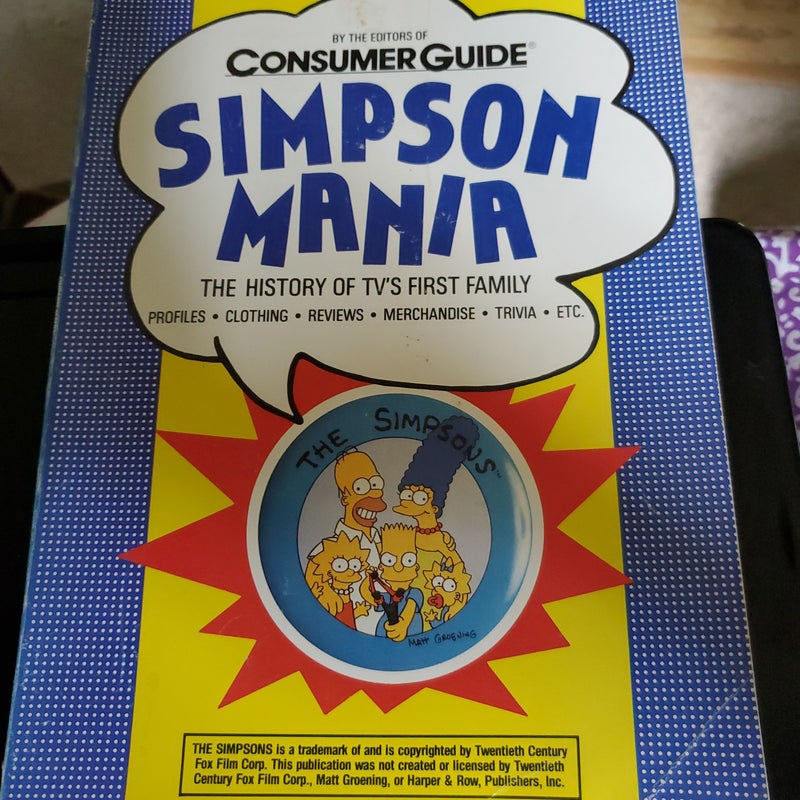 BY THE EDITORS OF
CONSUMER GUIDE®
SIMPSON
MANIA
THE HISTORY OF TV'S FIRST FAMILY
PROFILES • CLOTHING • REVIEWS • MERCHANDISE • TRIVIA • ETC.
THE SIMPSONS™
MATT GROENING
THE SIMPSONS is a trademark of and is copyrighted by Twentieth Century
Fox Film Corp. This publication was not created or licensed by Twentieth
Century Fox Film Corp., Matt Groening, or Harper & Row, Publishers, Inc.